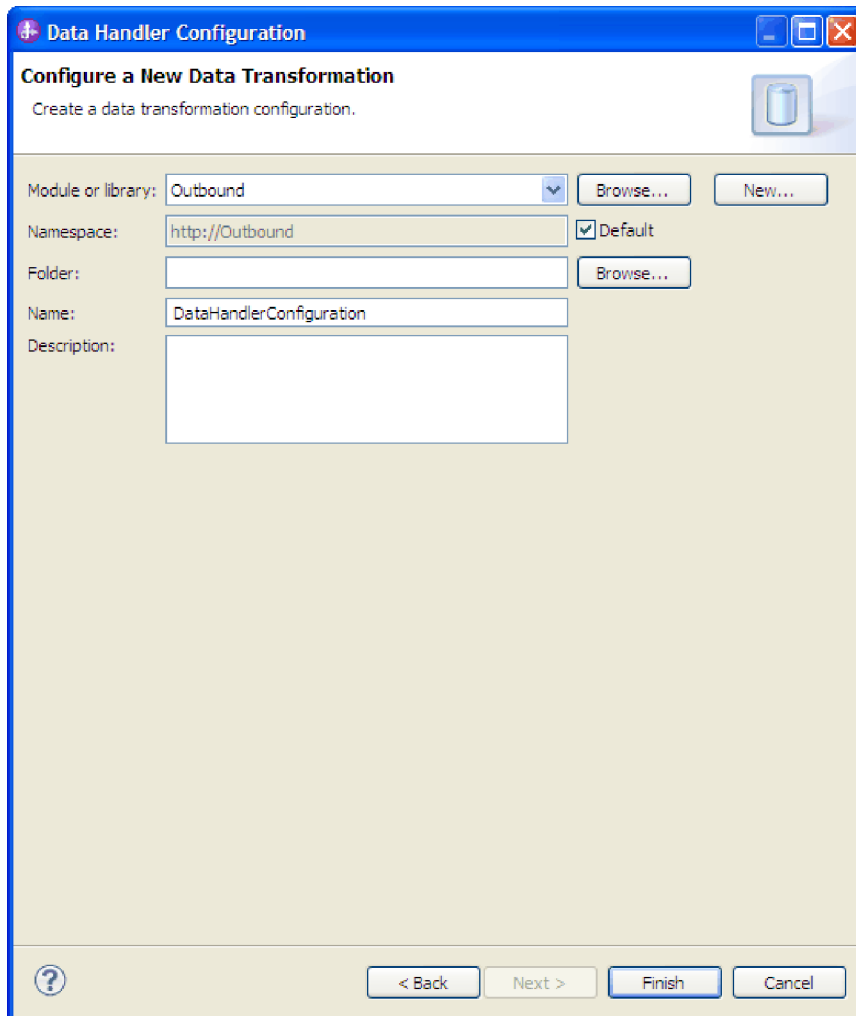 Data Handler Configuration
Configure a New Data Transformation
Create a data transformation configuration.
Module or library: Outbound Browse... New...
Namespace: http://Outbound Default
Folder: Browse...
Name: DataHandlerConfiguration
Description:
? < Back Next > Finish Cancel